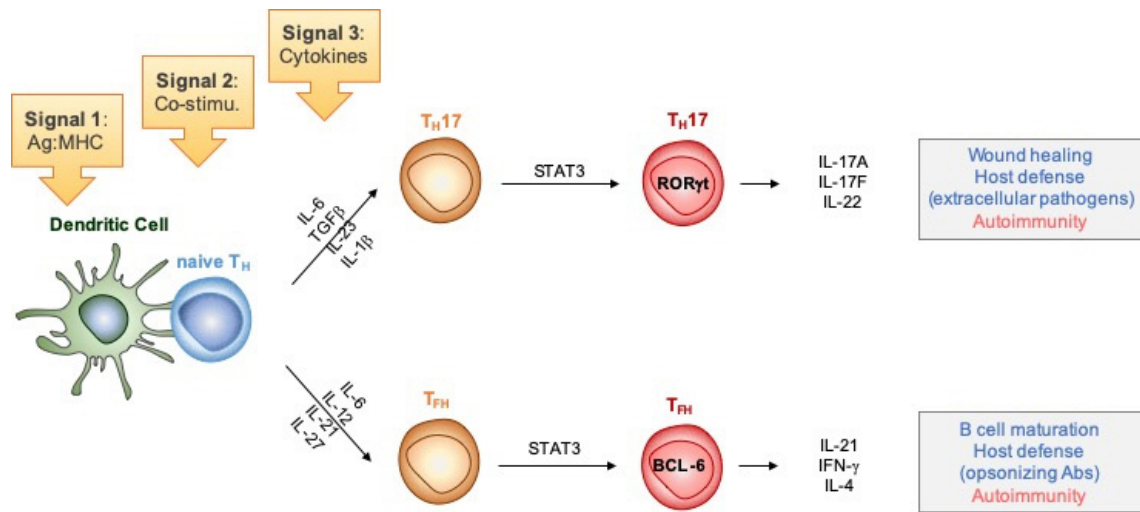 Signal 1:
Ag:MHC
Signal 2:
Co-stimu.
Signal 3:
Cytokines
Dendritic Cell
naive TH
IL-6
TGFβ
IL-23
IL-1β
TH17
STAT3
TH17
RORγt
IL-17A
IL-17F
IL-22
Wound healing
Host defense
(extracellular pathogens)
Autoimmunity
IL-6
IL-12
IL-21
IL-27
TFH
STAT3
TFH
BCL-6
IL-21
IFN-γ
IL-4
B cell maturation
Host defense
(opsonizing Abs)
Autoimmunity